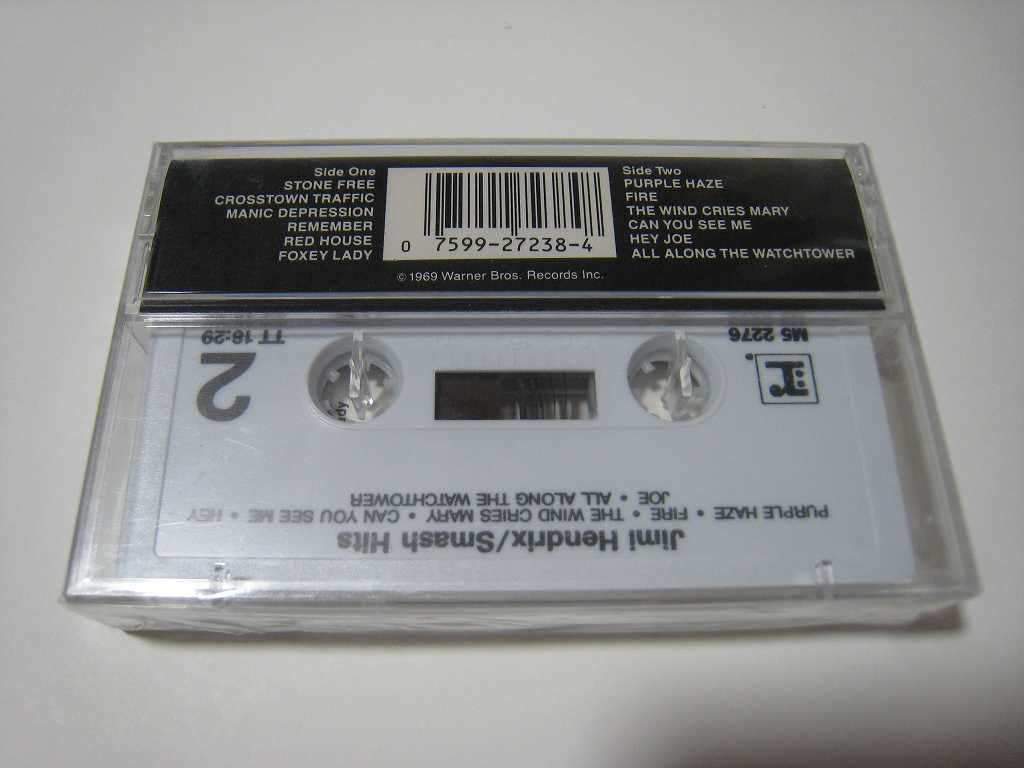 Side One
STONE FREE
CROSSTOWN TRAFFIC
MANIC DEPRESSION
REMEMBER
RED HOUSE
FOXEY LADY
0 7599-27238-4
Side Two
PURPLE HAZE
FIRE
THE WIND CRIES MARY
CAN YOU SEE ME
HEY JOE
ALL ALONG THE WATCHTOWER
©1969 Warner Bros. Records Inc.
Jimi Hendrix/Smash Hits
PURPLE HAZE • FIRE • THE WIND CRIES MARY • CAN YOU SEE ME • HEY
JOE • ALL ALONG THE WATCHTOWER
2
M5 2276
TT 18:29